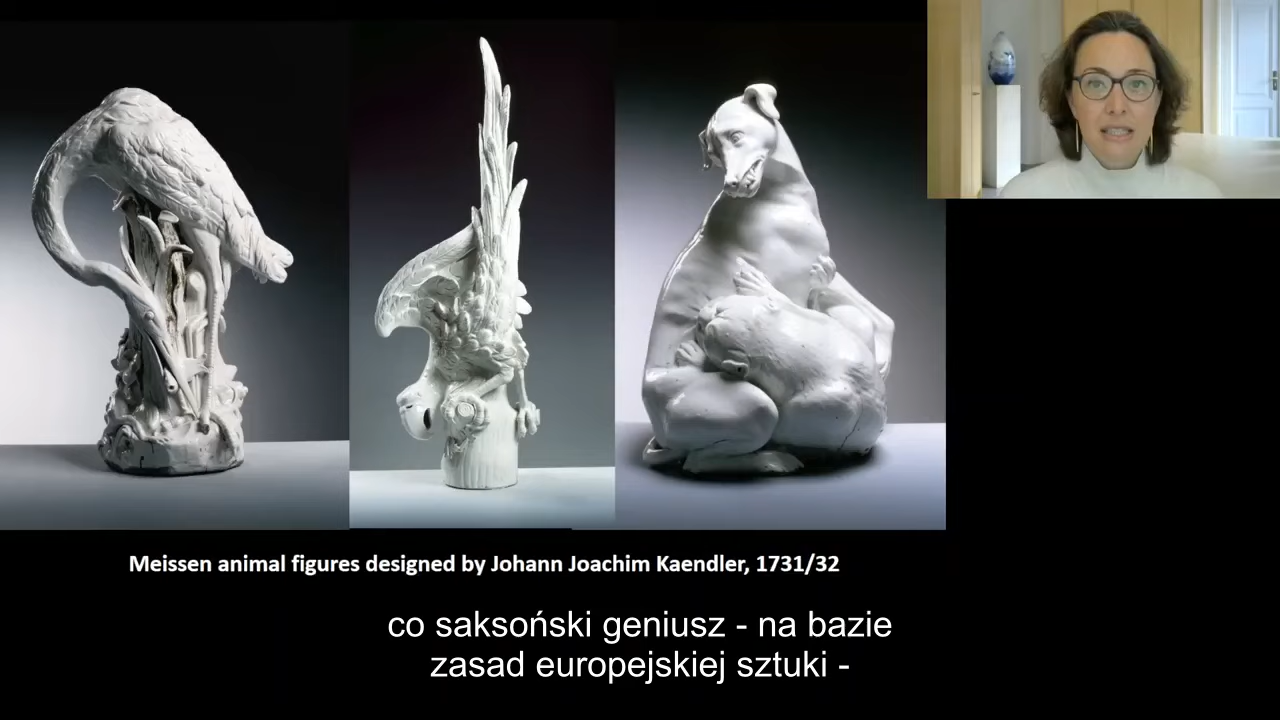 Meissen animal figures designed by Johann Joachim Kaendler, 1731/32
co saksoński geniusz - na bazie
zasad europejskiej sztuki -